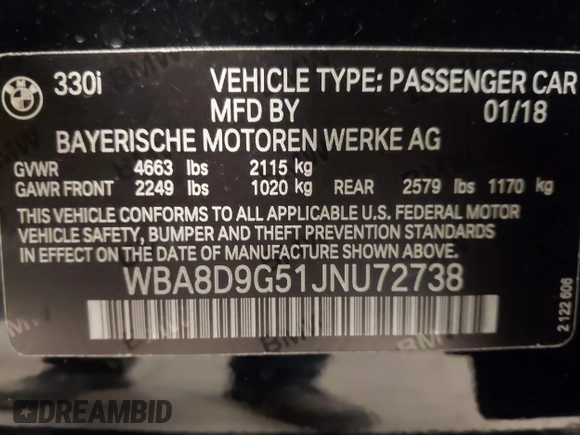 330i VEHICLE TYPE: PASSENGER CAR
MFD BY 01/18
BAYERISCHE MOTOREN WERKE AG
GVWR 4663 lbs 2115 kg
GAWR FRONT 2249 lbs 1020 kg REAR 2579 lbs 1170 kg
THIS VEHICLE CONFORMS TO ALL APPLICABLE U.S. FEDERAL MOTOR
VEHICLE SAFETY, BUMPER AND THEFT PREVENTION STANDARDS
IN EFFECT ON THE DATE OF MANUFACTURE SHOWN ABOVE.
WBA8D9G51JNU72738
2 122 606
DREAMBID